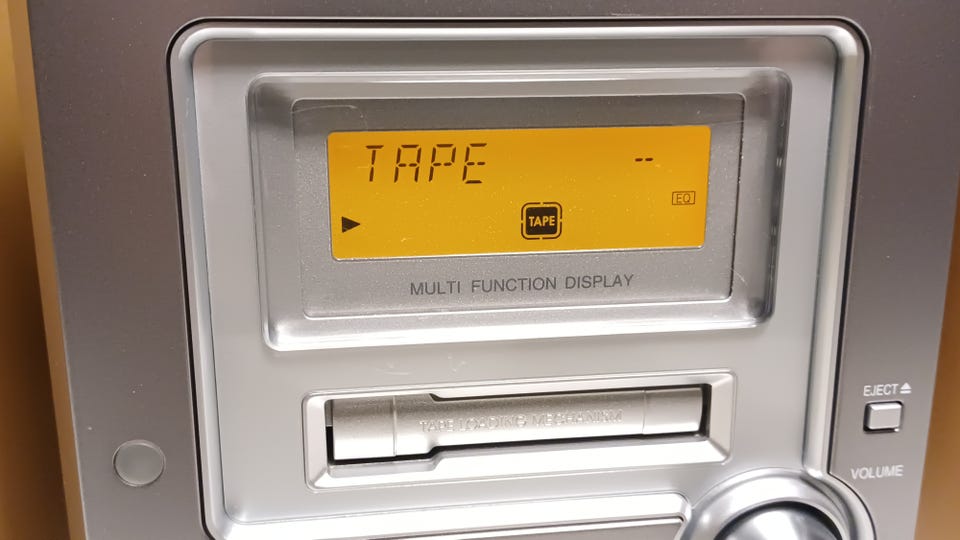 TAPE --
EQ
TAPE
MULTI FUNCTION DISPLAY
TAPE LOADING MECHANISM
EJECT
VOLUME